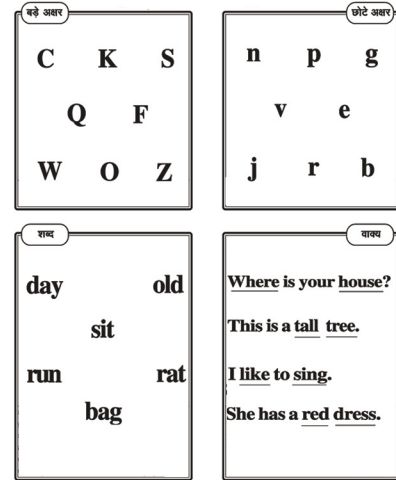 बड़े अक्षर
C K S
Q F
W O Z
छोटे अक्षर
n p g
v e
j r b
शब्द
day old
sit
run rat
bag
वाक्य
Where is your house?
This is a tall tree.
I like to sing.
She has a red dress.